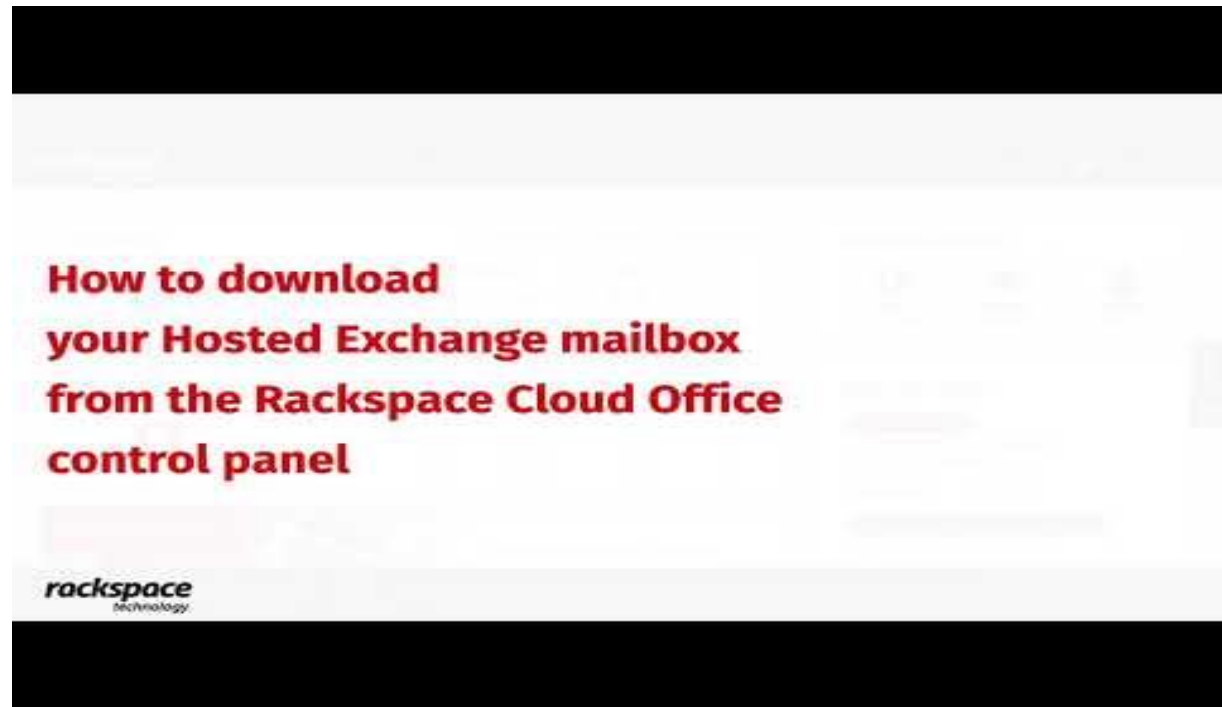 How to download
your Hosted Exchange mailbox
from the Rackspace Cloud Office
control panel
rackspace
technology